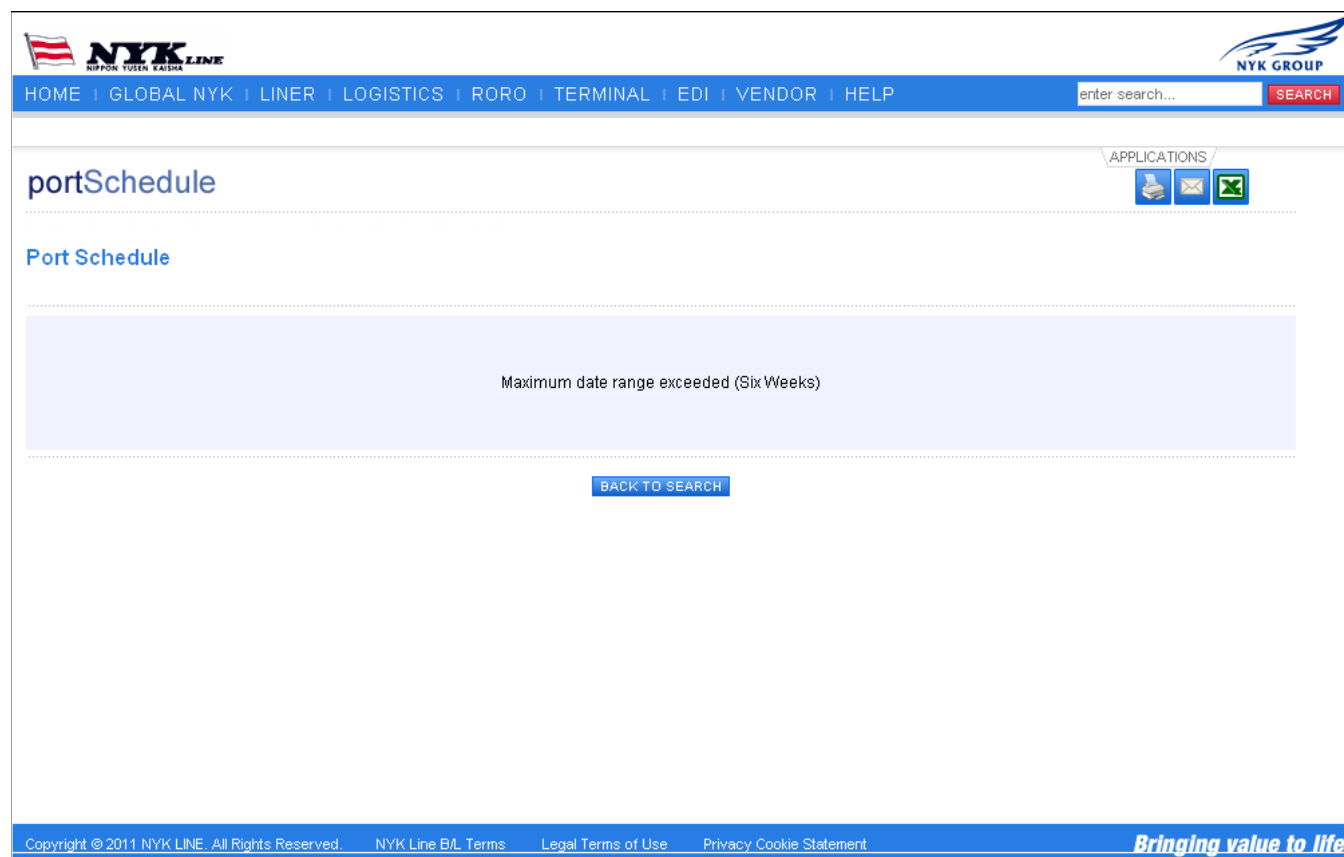 NYK LINE
NIPPON YUSEN KAISHA
NYK GROUP
HOME | GLOBAL NYK | LINER | LOGISTICS | RORO | TERMINAL | EDI | VENDOR | HELP
enter search...
SEARCH
APPLICATIONS
portSchedule
Port Schedule
Maximum date range exceeded (Six Weeks)
BACK TO SEARCH
Copyright © 2011 NYK LINE. All Rights Reserved. NYK Line B/L Terms Legal Terms of Use Privacy Cookie Statement
Bringing value to life